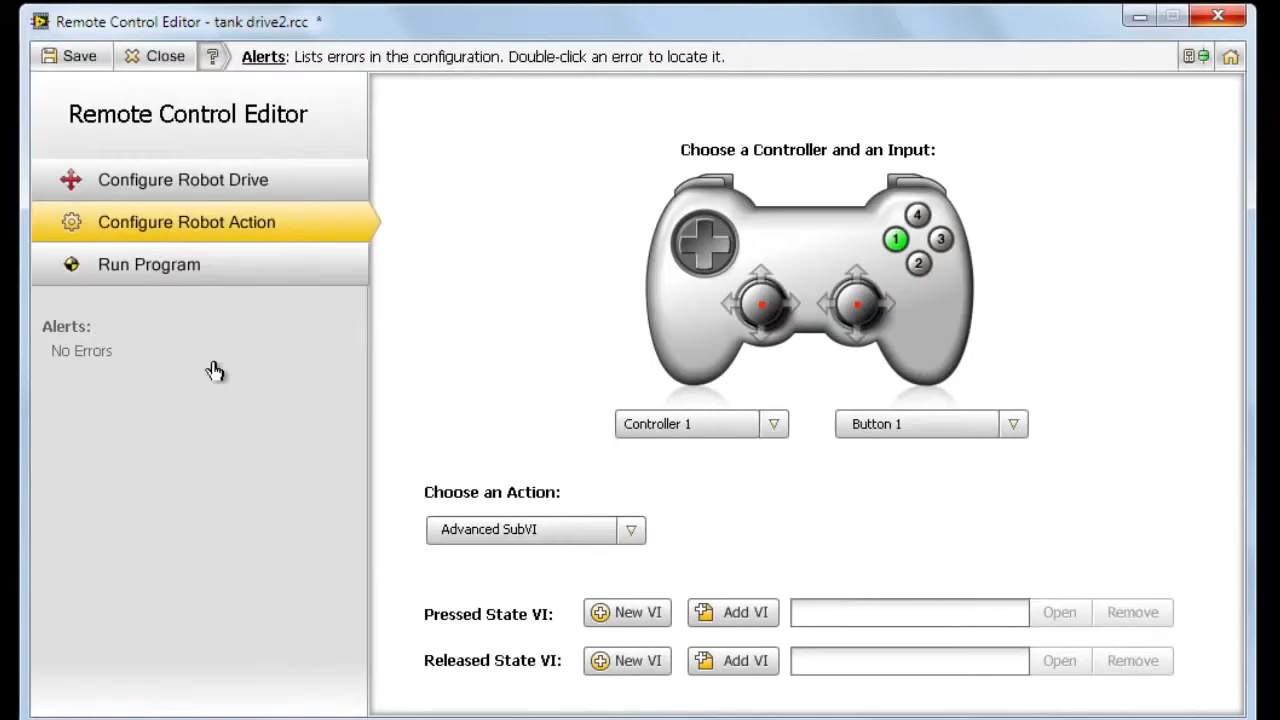 Remote Control Editor - tank drive2.rcc *
Save Close ? Alerts: Lists errors in the configuration. Double-click an error to locate it.
Remote Control Editor
Configure Robot Drive
Configure Robot Action
Run Program
Alerts:
No Errors
Choose a Controller and an Input:
4
1 3
2
Controller 1 Button 1
Choose an Action:
Advanced SubVI
Pressed State VI: New VI Add VI Open Remove
Released State VI: New VI Add VI Open Remove